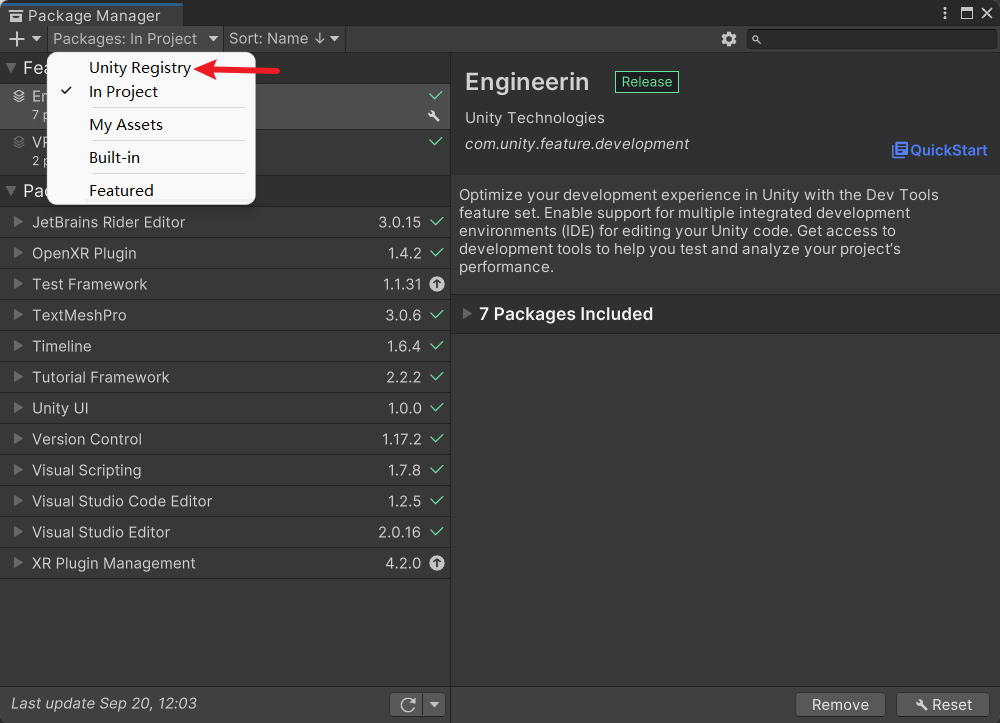 Package Manager
Packages: In Project
Sort: Name ↓
Unity Registry
In Project
My Assets
Built-in
Featured
Fea
En
7 p
VR
2 p
Pac
JetBrains Rider Editor 3.0.15
OpenXR Plugin 1.4.2
Test Framework 1.1.31
TextMeshPro 3.0.6
Timeline 1.6.4
Tutorial Framework 2.2.2
Unity UI 1.0.0
Version Control 1.17.2
Visual Scripting 1.7.8
Visual Studio Code Editor 1.2.5
Visual Studio Editor 2.0.16
XR Plugin Management 4.2.0
Last update Sep 20, 12:03
Engineerin Release
Unity Technologies
com.unity.feature.development
QuickStart
Optimize your development experience in Unity with the Dev Tools
feature set. Enable support for multiple integrated development
environments (IDE) for editing your Unity code. Get access to
development tools to help you test and analyze your project’s
performance.
7 Packages Included
Remove
Reset